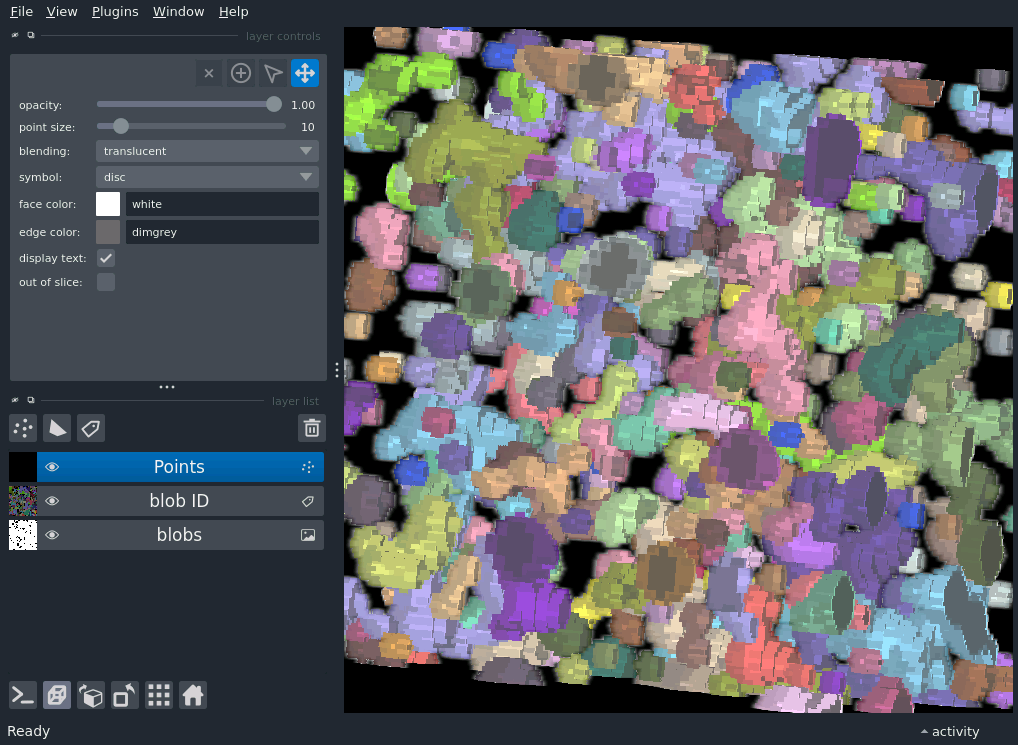 File View Plugins Window Help
layer controls
opacity: 1.00
point size: 10
blending: translucent
symbol: disc
face color: white
edge color: dimgrey
display text:
out of slice:
layer list
Points
blob ID
blobs
Ready
activity